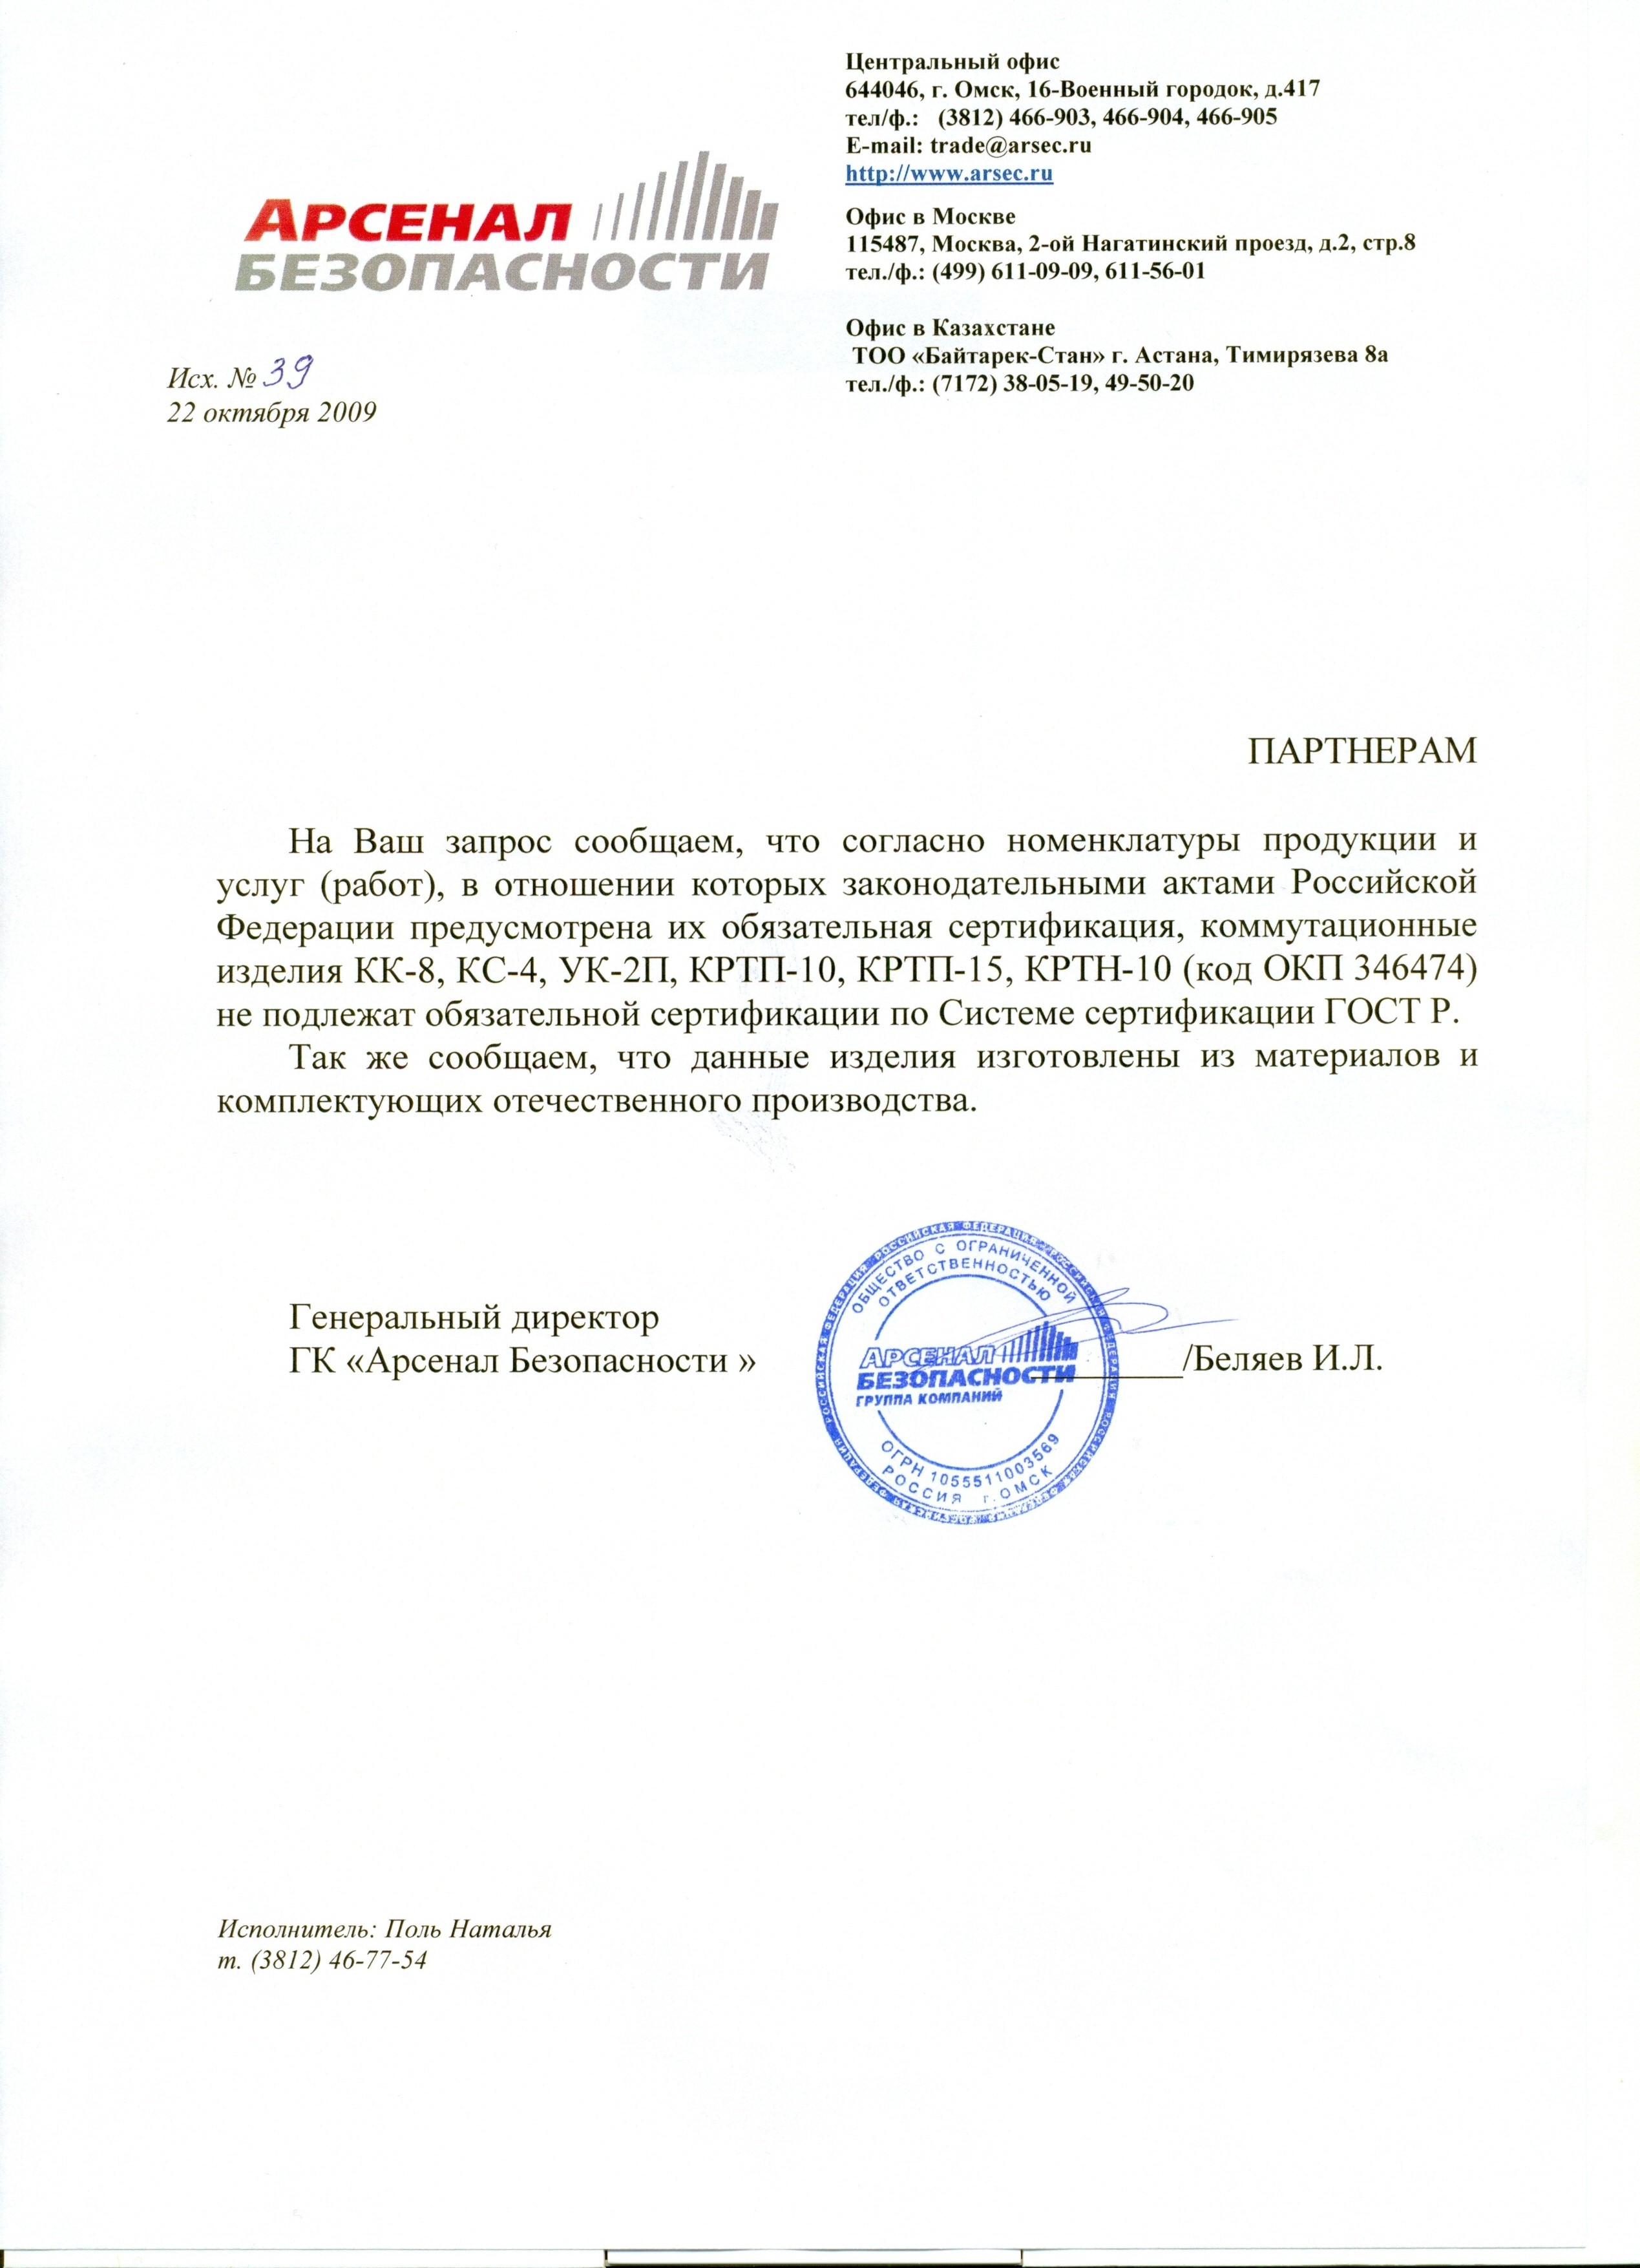 Центральный офис
644046, г. Омск, 16-Военный городок, д.417
тел/ф.: (3812) 466-903, 466-904, 466-905
E-mail: trade@arsec.ru
http://www.arsec.ru
АРСЕНАЛ
БЕЗОПАСНОСТИ
Офис в Москве
115487, Москва, 2-ой Нагатинский проезд, д.2, стр.8
тел./ф.: (499) 611-09-09, 611-56-01
Офис в Казахстане
ТОО «Байтарек-Стан» г. Астана, Тимирязева 8а
тел./ф.: (7172) 38-05-19, 49-50-20
Исх. № 39
22 октября 2009
ПАРТНЕРАМ
На Ваш запрос сообщаем, что согласно номенклатуры продукции и
услуг (работ), в отношении которых законодательными актами Российской
Федерации предусмотрена их обязательная сертификация, коммутационные
изделия КК-8, КС-4, УК-2П, КРТП-10, КРТП-15, КРТН-10 (код ОКП 346474)
не подлежат обязательной сертификации по Системе сертификации ГОСТ Р.
Так же сообщаем, что данные изделия изготовлены из материалов и
комплектующих отечественного производства.
Генеральный директор
ГК «Арсенал Безопасности »
/Беляев И.Л.
РОССИЙСКАЯ ФЕДЕРАЦИЯ РОССИЙСКАЯ ФЕДЕРАЦИЯ РОССИЙСКАЯ ФЕДЕРАЦИЯ
ОБЩЕСТВО С ОГРАНИЧЕННОЙ
ОТВЕТСТВЕННОСТЬЮ
АРСЕНАЛ
БЕЗОПАСНОСТИ
ГРУППА КОМПАНИЙ
ОГРН 1055511003569
РОССИЯ г.ОМСК
Исполнитель: Поль Наталья
т. (3812) 46-77-54